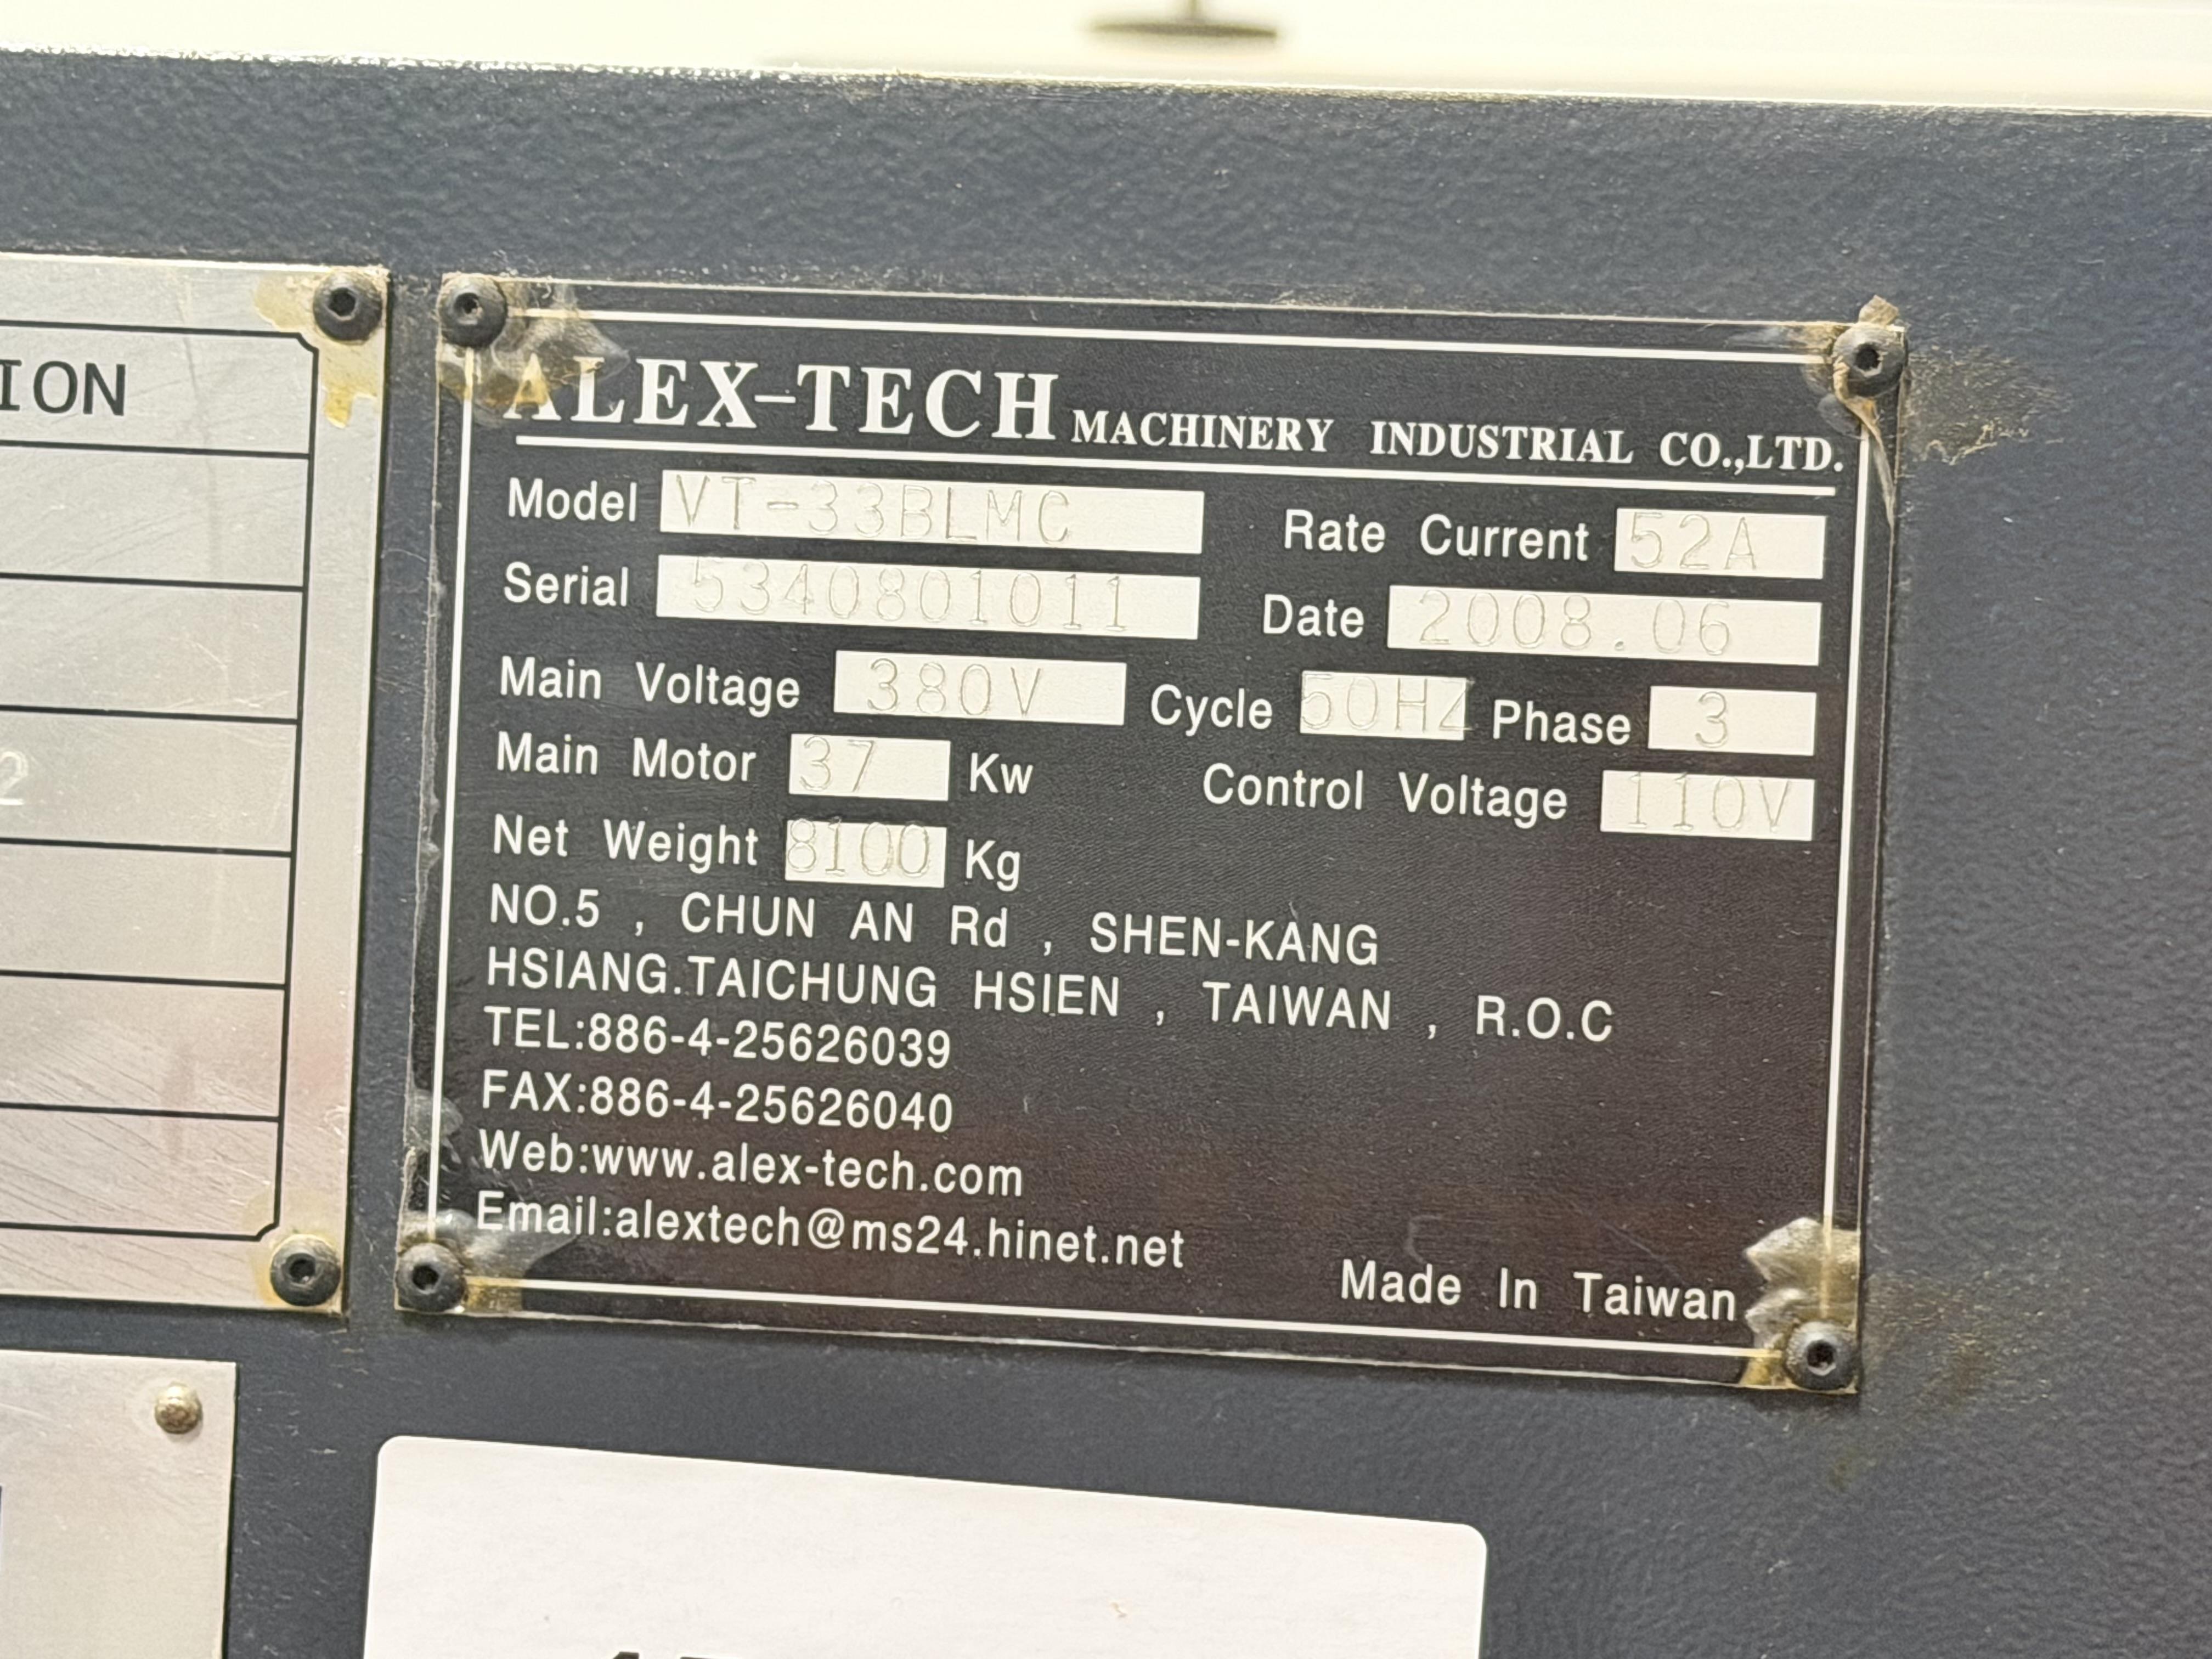 ION
2
ALEX-TECH MACHINERY INDUSTRIAL CO.,LTD.
Model VT-33BLMC Rate Current 52A
Serial 5340801011 Date 2008.06
Main Voltage 380V Cycle 50HZ Phase 3
Main Motor 37 Kw Control Voltage 110V
Net Weight 8100 Kg
NO.5 , CHUN AN Rd , SHEN-KANG
HSIANG.TAICHUNG HSIEN , TAIWAN , R.O.C
TEL:886-4-25626039
FAX:886-4-25626040
Web:www.alex-tech.com
Email:alextech@ms24.hinet.net
Made In Taiwan